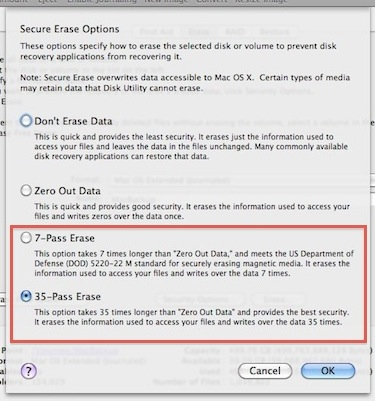 Secure Erase Options
These options specify how to erase the selected disk or volume to prevent disk
recovery applications from recovering it.
Note: Secure Erase overwrites data accessible to Mac OS X. Certain types of media
may retain data that Disk Utility cannot erase.
Don't Erase Data
This is quick and provides the least security. It erases just the information used to
access your files and leaves the data in the files unchanged. Many commonly available
disk recovery applications can restore that data.
Zero Out Data
This is quick and provides good security. It erases the information used to access your
files and writes zeros over the data once.
7-Pass Erase
This option takes 7 times longer than "Zero Out Data," and meets the US Department of
Defense (DOD) 5220-22 M standard for securely erasing magnetic media. It erases the
information used to access your files and writes over the data 7 times.
35-Pass Erase
This option takes 35 times longer than "Zero Out Data" and provides the best security.
It erases the information used to access your files and writes over the data 35 times.
?
Cancel
OK